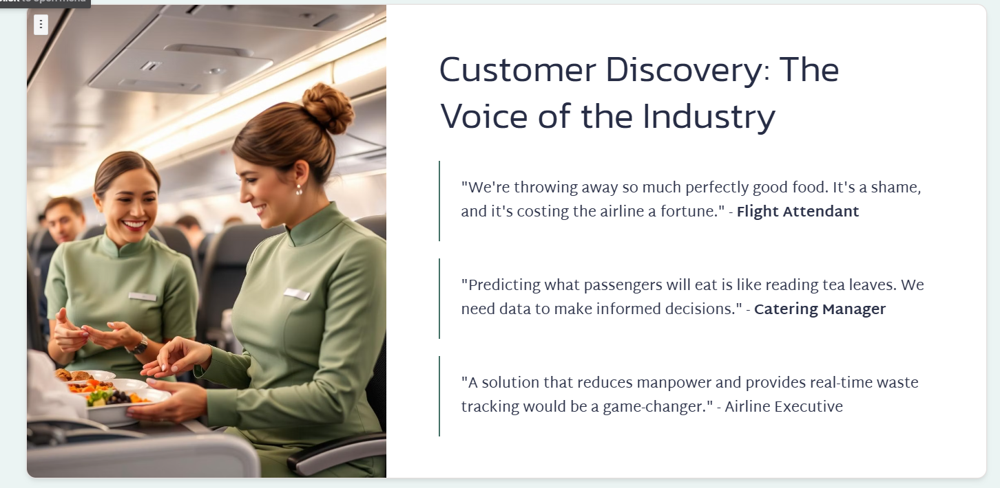 to open menu
Customer Discovery: The
Voice of the Industry
"We're throwing away so much perfectly good food. It's a shame,
and it's costing the airline a fortune." - Flight Attendant
"Predicting what passengers will eat is like reading tea leaves. We
need data to make informed decisions." - Catering Manager
"A solution that reduces manpower and provides real-time waste
tracking would be a game-changer." - Airline Executive